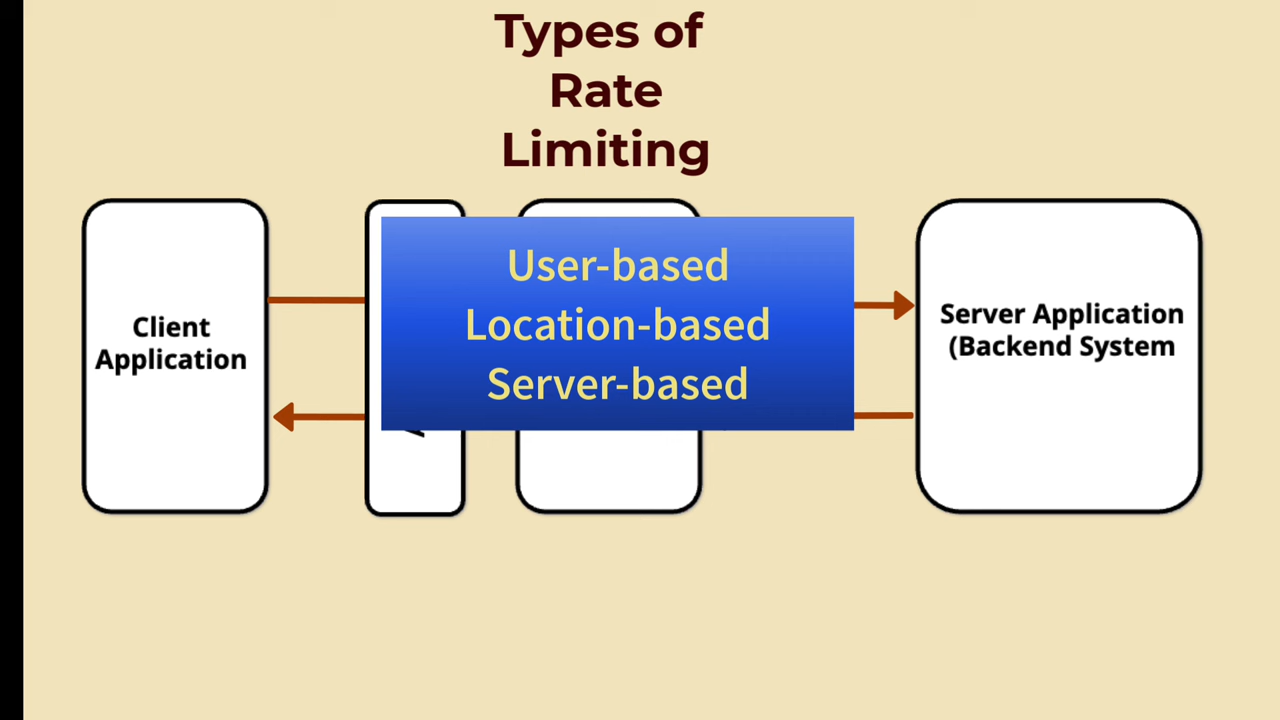 Types of
Rate
Limiting
User-based
Location-based
Server-based
Client
Application
Server Application
(Backend System